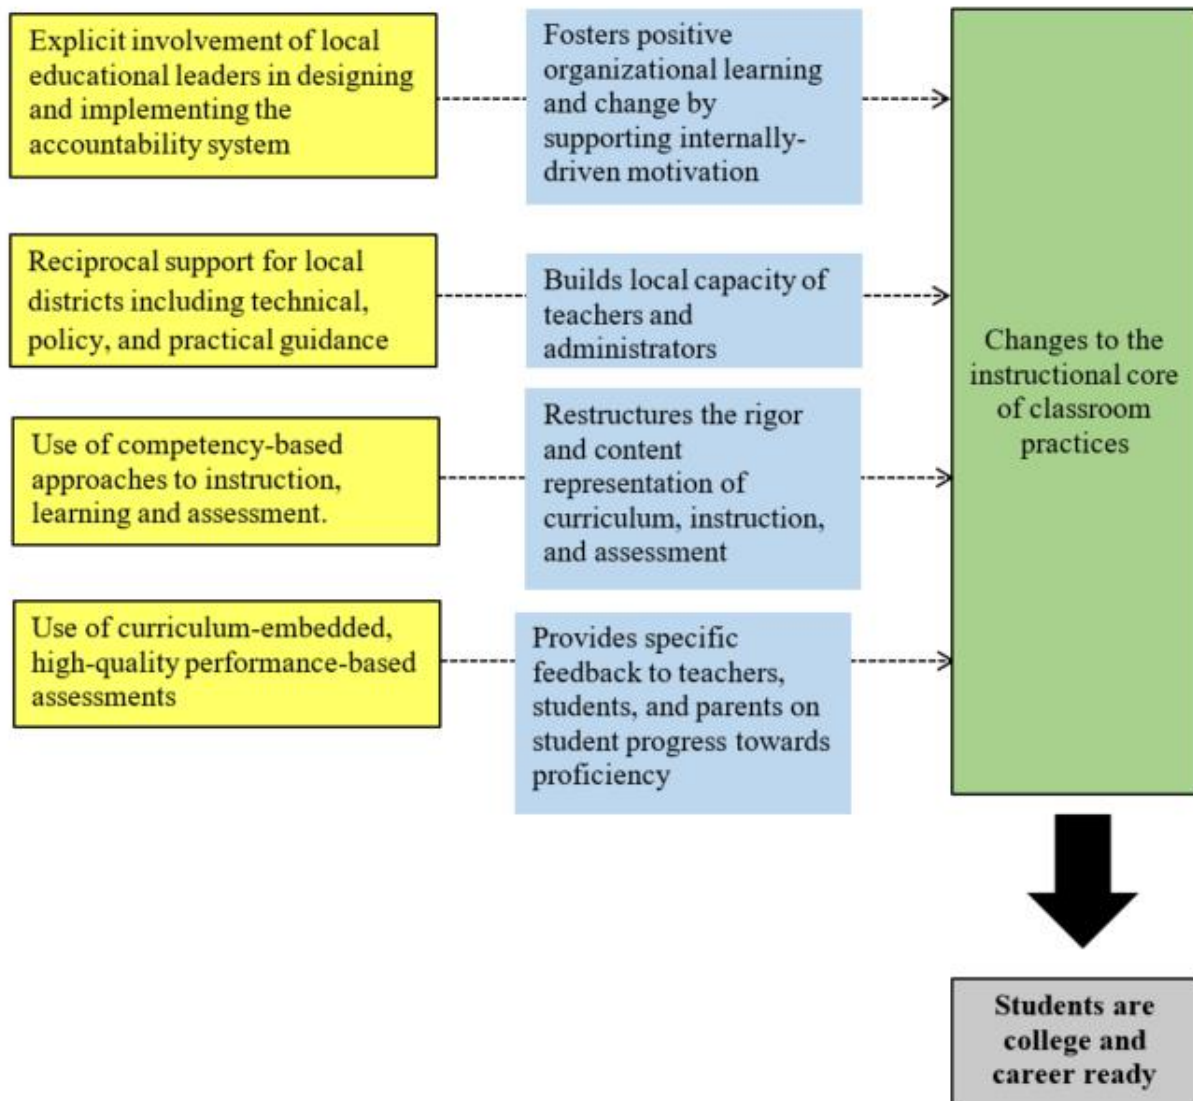 Explicit involvement of local
educational leaders in designing
and implementing the
accountability system
Fosters positive
organizational learning
and change by
supporting internally-
driven motivation
Reciprocal support for local
districts including technical,
policy, and practical guidance
Builds local capacity of
teachers and
administrators
Use of competency-based
approaches to instruction,
learning and assessment.
Restructures the rigor
and content
representation of
curriculum, instruction,
and assessment
Use of curriculum-embedded,
high-quality performance-based
assessments
Provides specific
feedback to teachers,
students, and parents on
student progress towards
proficiency
Changes to the
instructional core
of classroom
practices
Students are
college and
career ready